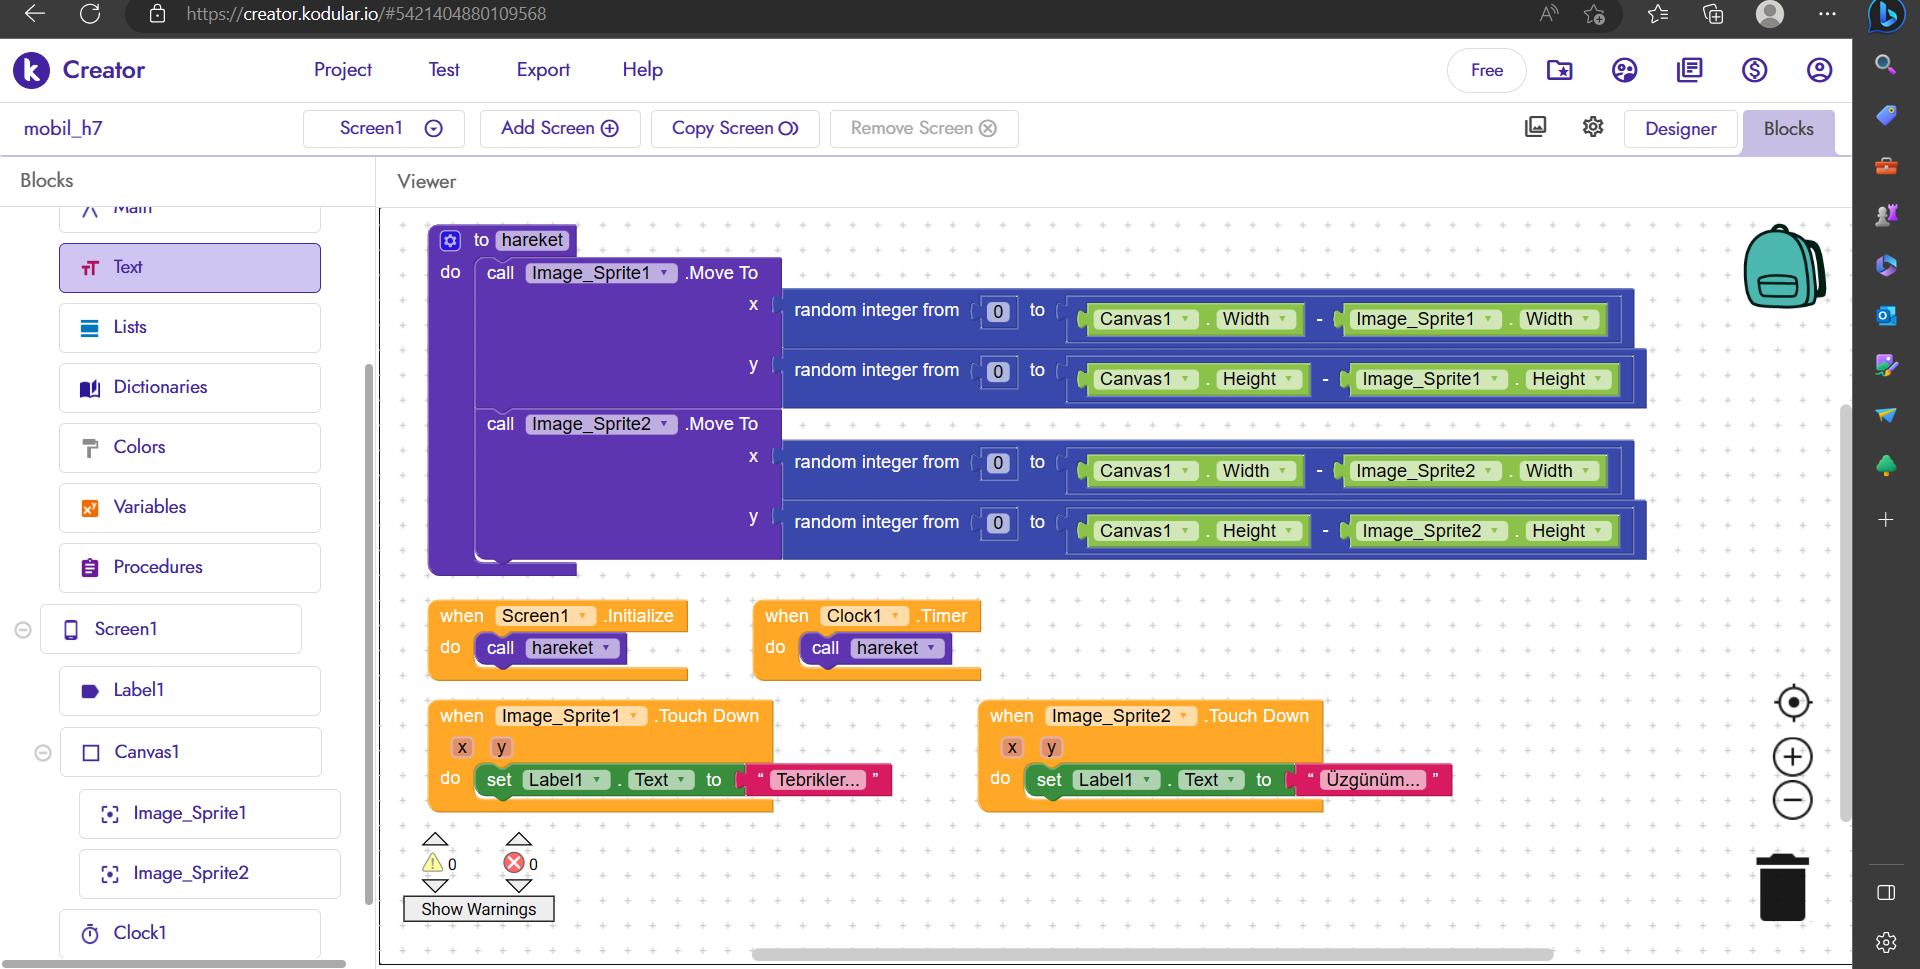 https://creator.kodular.io/#5421404880109568
Creator Project Test Export Help Free
mobil_h7 Screen1 Add Screen Copy Screen Remove Screen Designer Blocks
Blocks
Viewer
Math
Text
Lists
Dictionaries
Colors
Variables
Procedures
Screen1
Label1
Canvas1
Image_Sprite1
Image_Sprite2
Clock1
to hareket
do call Image_Sprite1 .Move To
x random integer from 0 to Canvas1 . Width - Image_Sprite1 . Width
y random integer from 0 to Canvas1 . Height - Image_Sprite1 . Height
call Image_Sprite2 .Move To
x random integer from 0 to Canvas1 . Width - Image_Sprite2 . Width
y random integer from 0 to Canvas1 . Height - Image_Sprite2 . Height
when Screen1 .Initialize
do call hareket
when Clock1 .Timer
do call hareket
when Image_Sprite1 .Touch Down
x y
do set Label1 . Text to “ Tebrikler... ”
when Image_Sprite2 .Touch Down
x y
do set Label1 . Text to “ Üzgünüm... ”
0 0
Show Warnings